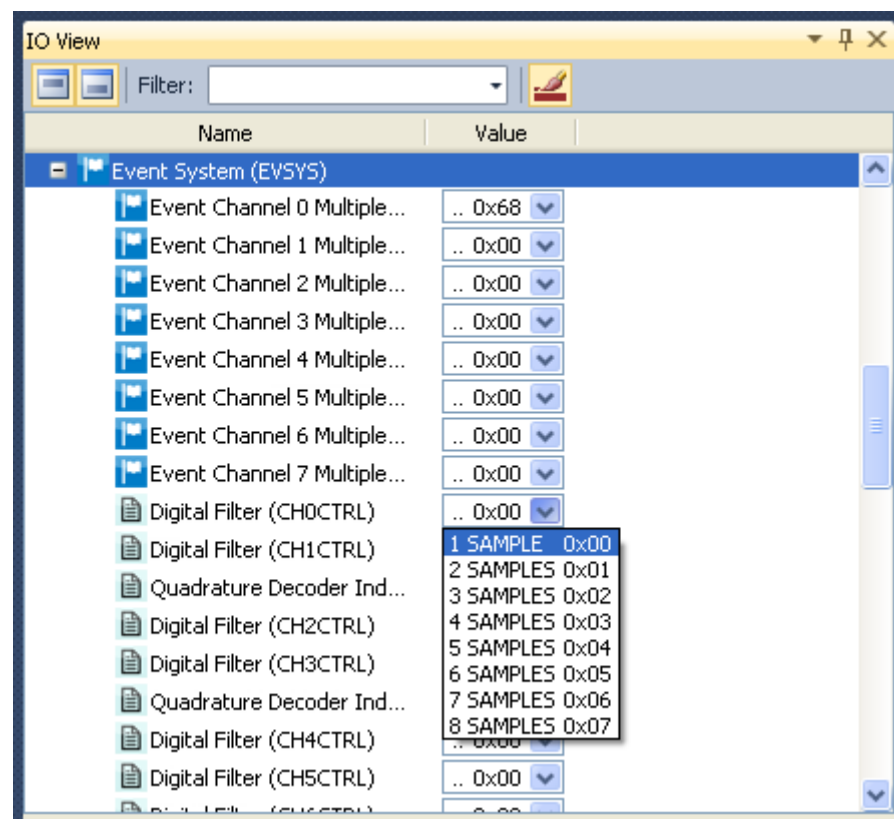 IO View
Filter:
Name Value
Event System (EVSYS)
Event Channel 0 Multiple... .. 0x68
Event Channel 1 Multiple... .. 0x00
Event Channel 2 Multiple... .. 0x00
Event Channel 3 Multiple... .. 0x00
Event Channel 4 Multiple... .. 0x00
Event Channel 5 Multiple... .. 0x00
Event Channel 6 Multiple... .. 0x00
Event Channel 7 Multiple... .. 0x00
Digital Filter (CH0CTRL) .. 0x00
Digital Filter (CH1CTRL) 1 SAMPLE 0x00
2 SAMPLES 0x01
Quadrature Decoder Ind... 3 SAMPLES 0x02
Digital Filter (CH2CTRL) 4 SAMPLES 0x03
5 SAMPLES 0x04
Digital Filter (CH3CTRL) 6 SAMPLES 0x05
Quadrature Decoder Ind... 7 SAMPLES 0x06
8 SAMPLES 0x07
Digital Filter (CH4CTRL) .. 0x00
Digital Filter (CH5CTRL) .. 0x00